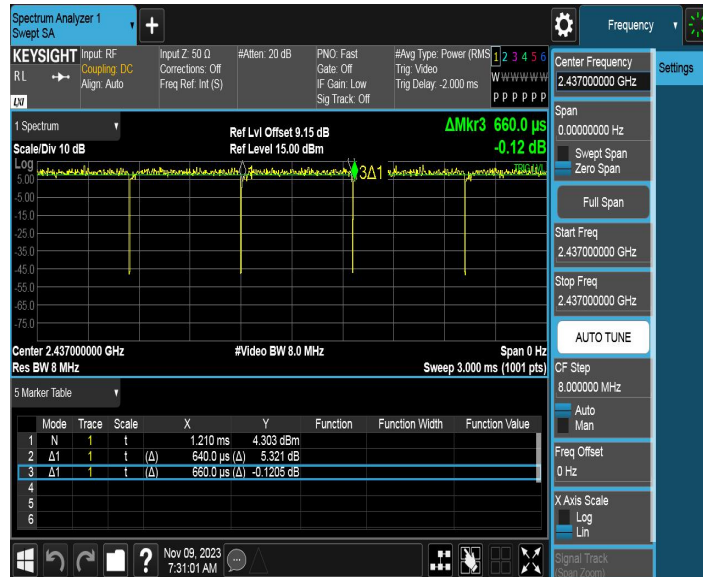 Spectrum Analyzer 1
Swept SA
+
Frequency
KEYSIGHT Input: RF
RL Coupling: DC
Align: Auto
LXI
Input Z: 50 Ω
Corrections: Off
Freq Ref: Int (S)
#Atten: 20 dB
PNO: Fast
Gate: Off
IF Gain: Low
Sig Track: Off
#Avg Type: Power (RMS
Trig: Video
Trig Delay: -2.000 ms
1 2 3 4 5 6
W W W W W W
P P P P P P
Center Frequency
2.437000000 GHz
Settings
1 Spectrum
Scale/Div 10 dB
Ref Lvl Offset 9.15 dB
Ref Level 15.00 dBm
ΔMkr3 660.0 µs
-0.12 dB
Log
5.00
-5.00
-15.0
-25.0
-35.0
-45.0
-55.0
-65.0
-75.0
1
3Δ1
Center 2.437000000 GHz
Res BW 8 MHz
#Video BW 8.0 MHz
Span 0 Hz
Sweep 3.000 ms (1001 pts)
Span
0.00000000 Hz
Swept Span
Zero Span
Full Span
Start Freq
2.437000000 GHz
Stop Freq
2.437000000 GHz
AUTO TUNE
CF Step
8.000000 MHz
Auto
Man
Freq Offset
0 Hz
X Axis Scale
Log
Lin
Signal Track
(Span Zoom)
5 Marker Table
Mode Trace Scale X Y Function Function Width Function Value
1 N 1 t 1.210 ms 4.303 dBm
2 Δ1 1 t (Δ) 640.0 µs (Δ) 5.321 dB
3 Δ1 1 t (Δ) 660.0 µs (Δ) -0.1205 dB
4
5
6
?
Nov 09, 2023
7:31:01 AM